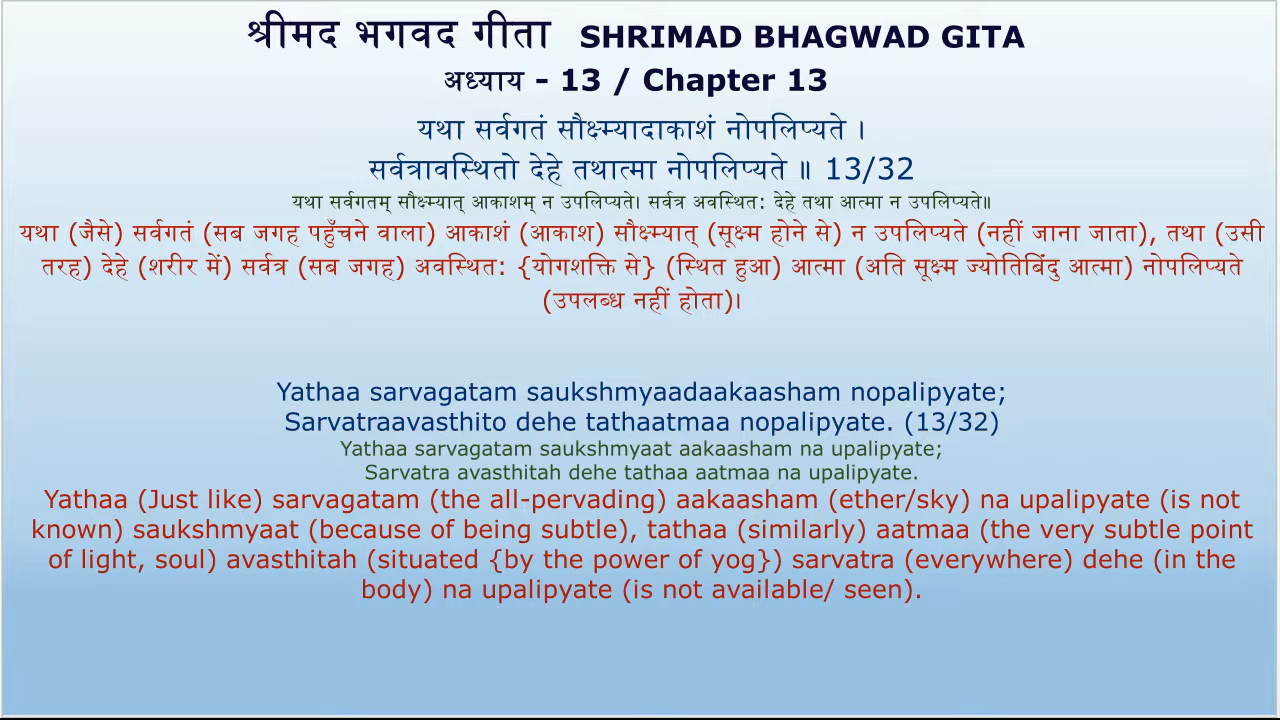 श्रीमद भगवद गीता SHRIMAD BHAGWAD GITA
अध्याय - 13 / Chapter 13
यथा सर्वगतं सौक्ष्म्यादाकाशं नोपलिप्यते ।
सर्वत्रावस्थितो देहे तथात्मा नोपलिप्यते ॥ 13/32
यथा सर्वगतम् सौक्ष्म्यात् आकाशम् न उपलिप्यते। सर्वत्र अवस्थित: देहे तथा आत्मा न उपलिप्यते॥
यथा (जैसे) सर्वगतं (सब जगह पहुँचने वाला) आकाशं (आकाश) सौक्ष्म्यात् (सूक्ष्म होने से) न उपलिप्यते (नहीं जाना जाता), तथा (उसी
तरह) देहे (शरीर में) सर्वत्र (सब जगह) अवस्थित: {योगशक्ति से} (स्थित हुआ) आत्मा (अति सूक्ष्म ज्योतिबिंदु आत्मा) नोपलिप्यते
(उपलब्ध नहीं होता)।
Yathaa sarvagatam saukshmyaadaakaasham nopalipyate;
Sarvatraavasthito dehe tathaatmaa nopalipyate. (13/32)
Yathaa sarvagatam saukshmyaat aakaasham na upalipyate;
Sarvatra avasthitah dehe tathaa aatmaa na upalipyate.
Yathaa (Just like) sarvagatam (the all-pervading) aakaasham (ether/sky) na upalipyate (is not
known) saukshmyaat (because of being subtle), tathaa (similarly) aatmaa (the very subtle point
of light, soul) avasthitah (situated {by the power of yog}) sarvatra (everywhere) dehe (in the
body) na upalipyate (is not available/ seen).